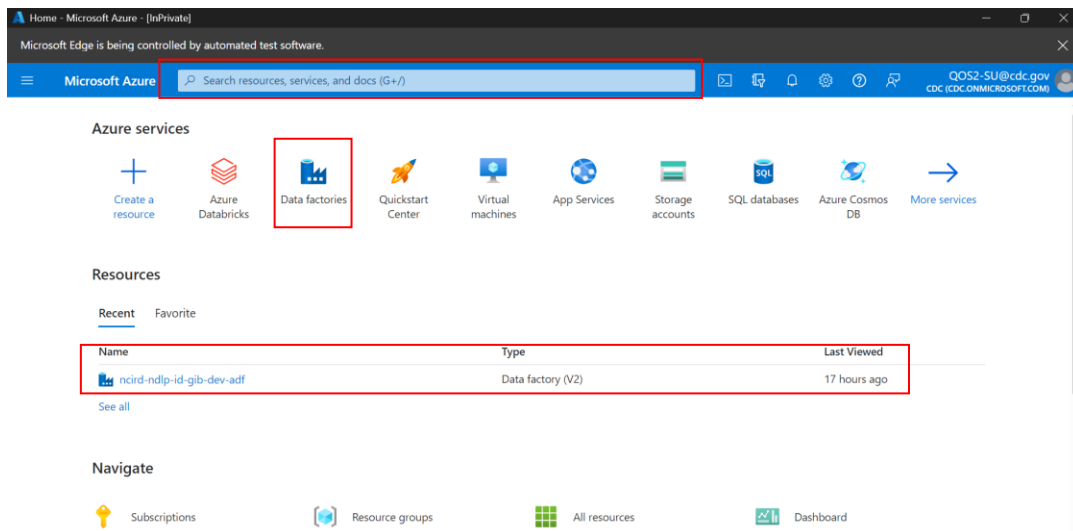 Home - Microsoft Azure - [InPrivate]
Microsoft Edge is being controlled by automated test software.
Microsoft Azure
Search resources, services, and docs (G+/)
QOS2-SU@cdc.gov
CDC (CDC.ONMICROSOFT.COM)
Azure services
Create a resource
Azure Databricks
Data factories
Quickstart Center
Virtual machines
App Services
Storage accounts
SQL
SQL databases
Azure Cosmos DB
More services
Resources
Recent Favorite
Name Type Last Viewed
ncird-ndlp-id-gib-dev-adf Data factory (V2) 17 hours ago
See all
Navigate
Subscriptions Resource groups All resources Dashboard